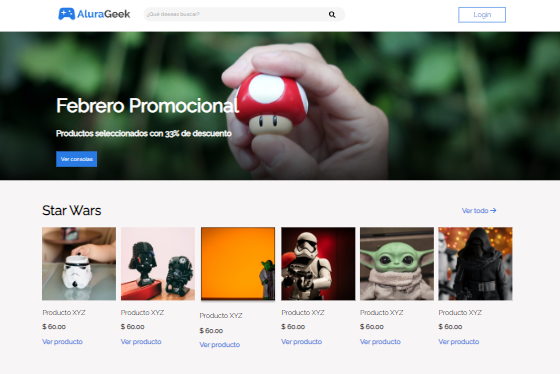 AluraGeek
¿Qué deseas buscar?
Login
Febrero Promocional
Productos seleccionados con 33% de descuento
Ver consolas
Star Wars
Ver todo →
Producto XYZ
$ 60.00
Ver producto
Producto XYZ
$ 60.00
Ver producto
Producto XYZ
$ 60.00
Ver producto
Producto XYZ
$ 60.00
Ver producto
Producto XYZ
$ 60.00
Ver producto
Producto XYZ
$ 60.00
Ver producto